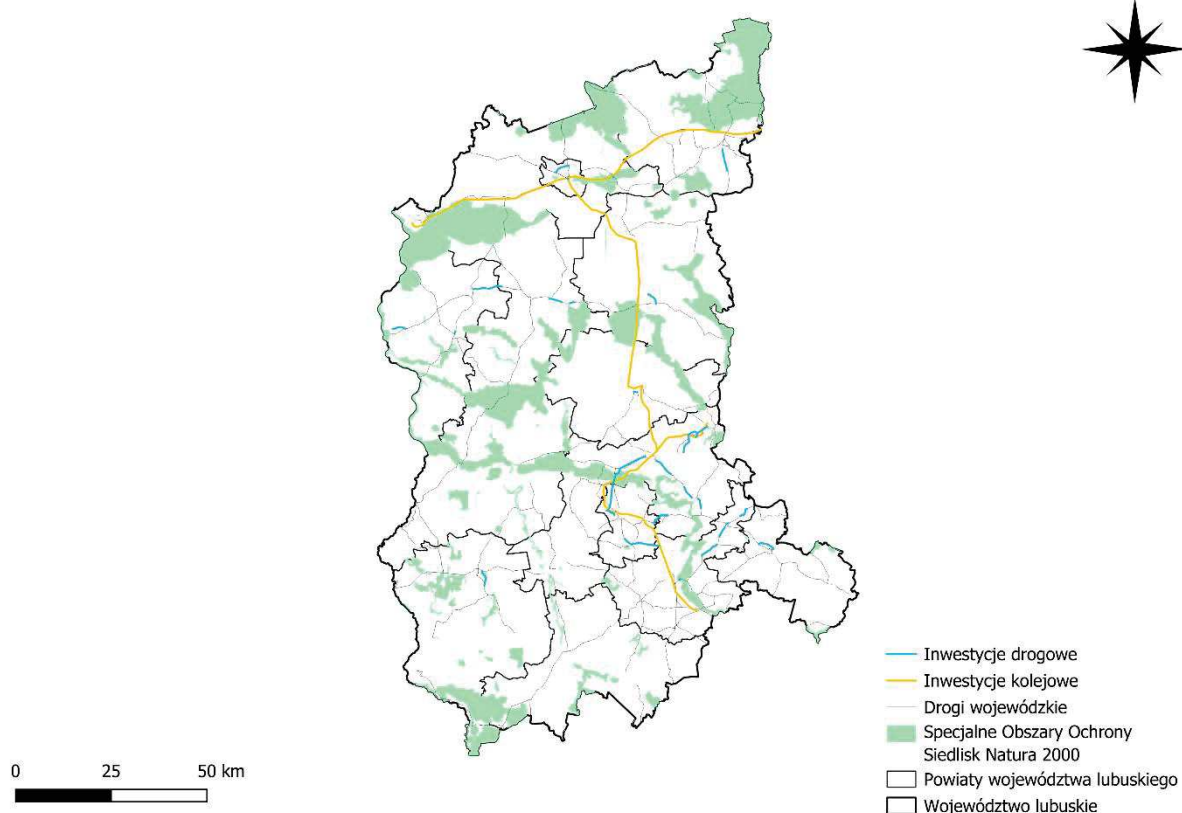 Inwestycje drogowe
Inwestycje kolejowe
Drogi wojewódzkie
Specjalne Obszary Ochrony
Siedlisk Natura 2000
Powiaty województwa lubuskiego
Województwo lubuskie
0 25 50 km